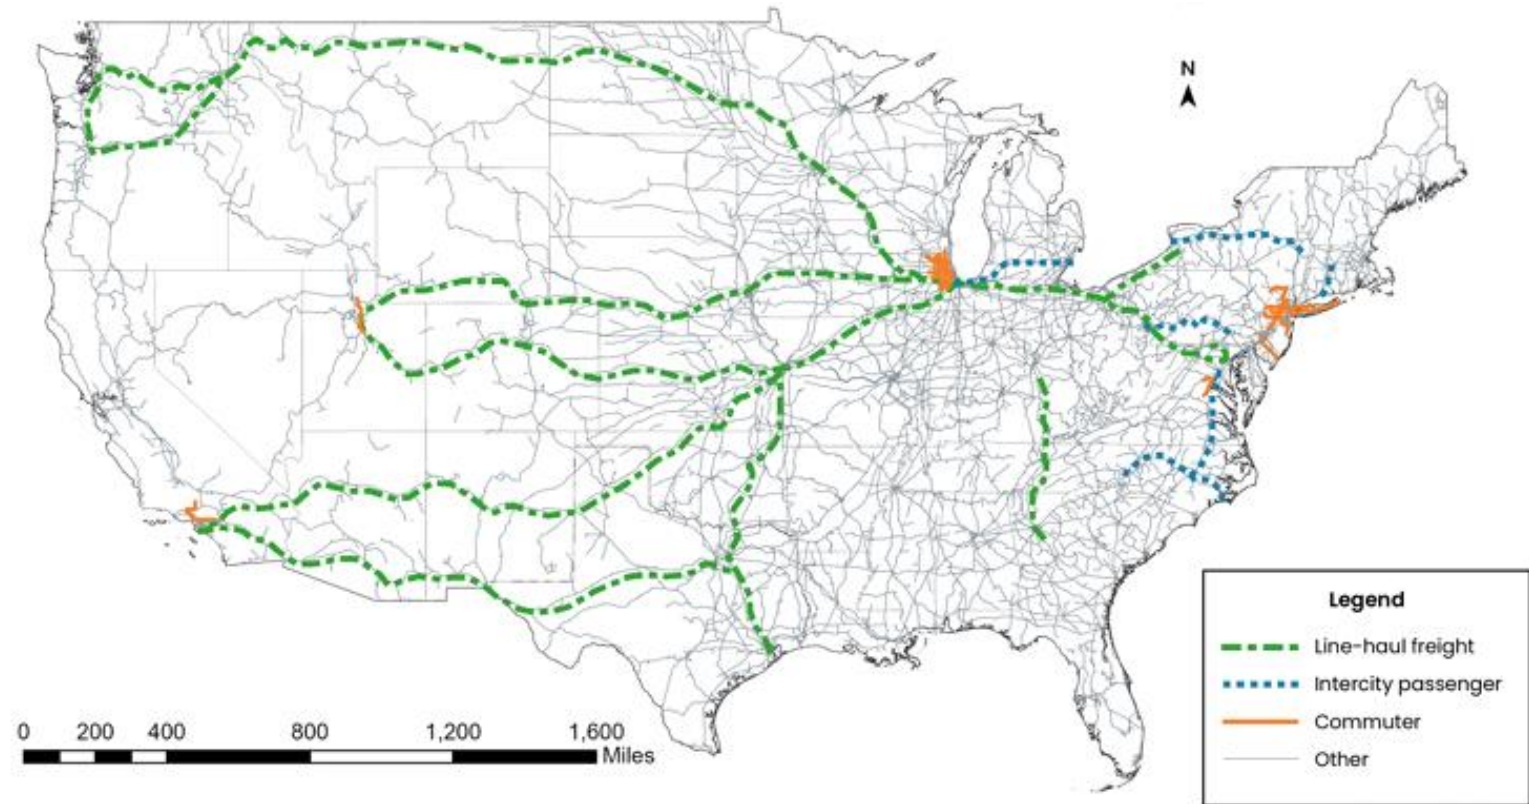 N
Legend
Line-haul freight
Intercity passenger
Commuter
Other
0 200 400 800 1,200 1,600
Miles